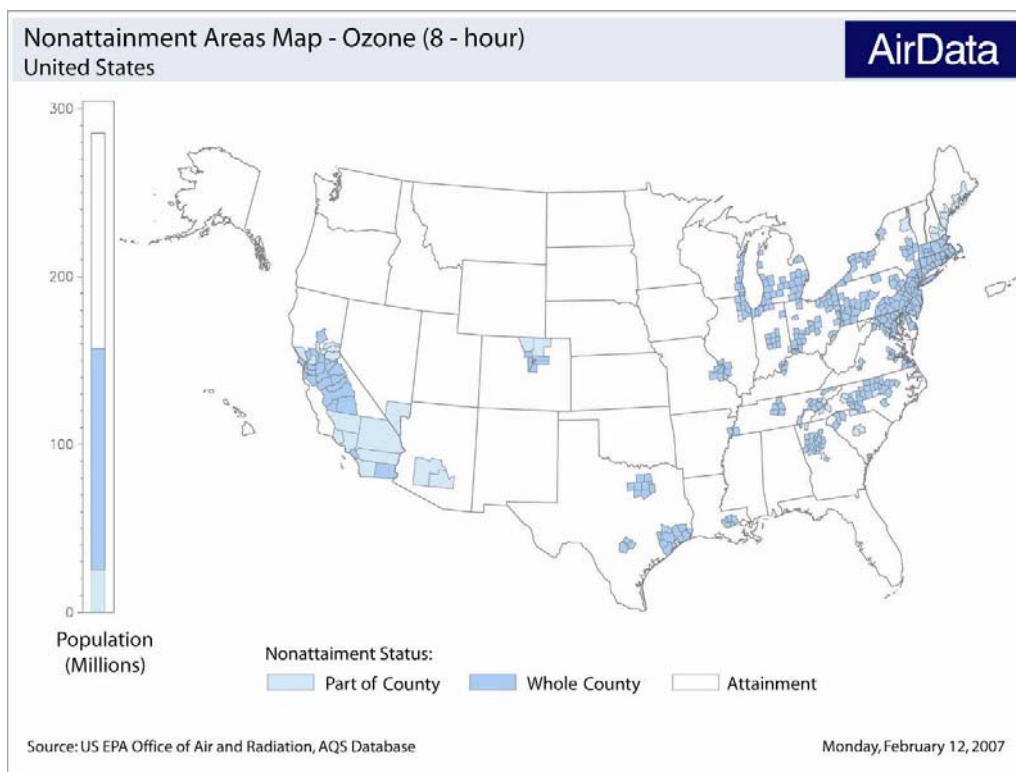 Nonattainment Areas Map - Ozone (8 - hour)
United States
AirData
300
200
100
0
Population
(Millions)
Nonattaiment Status:
Part of County
Whole County
Attainment
Source: US EPA Office of Air and Radiation, AQS Database
Monday, February 12, 2007